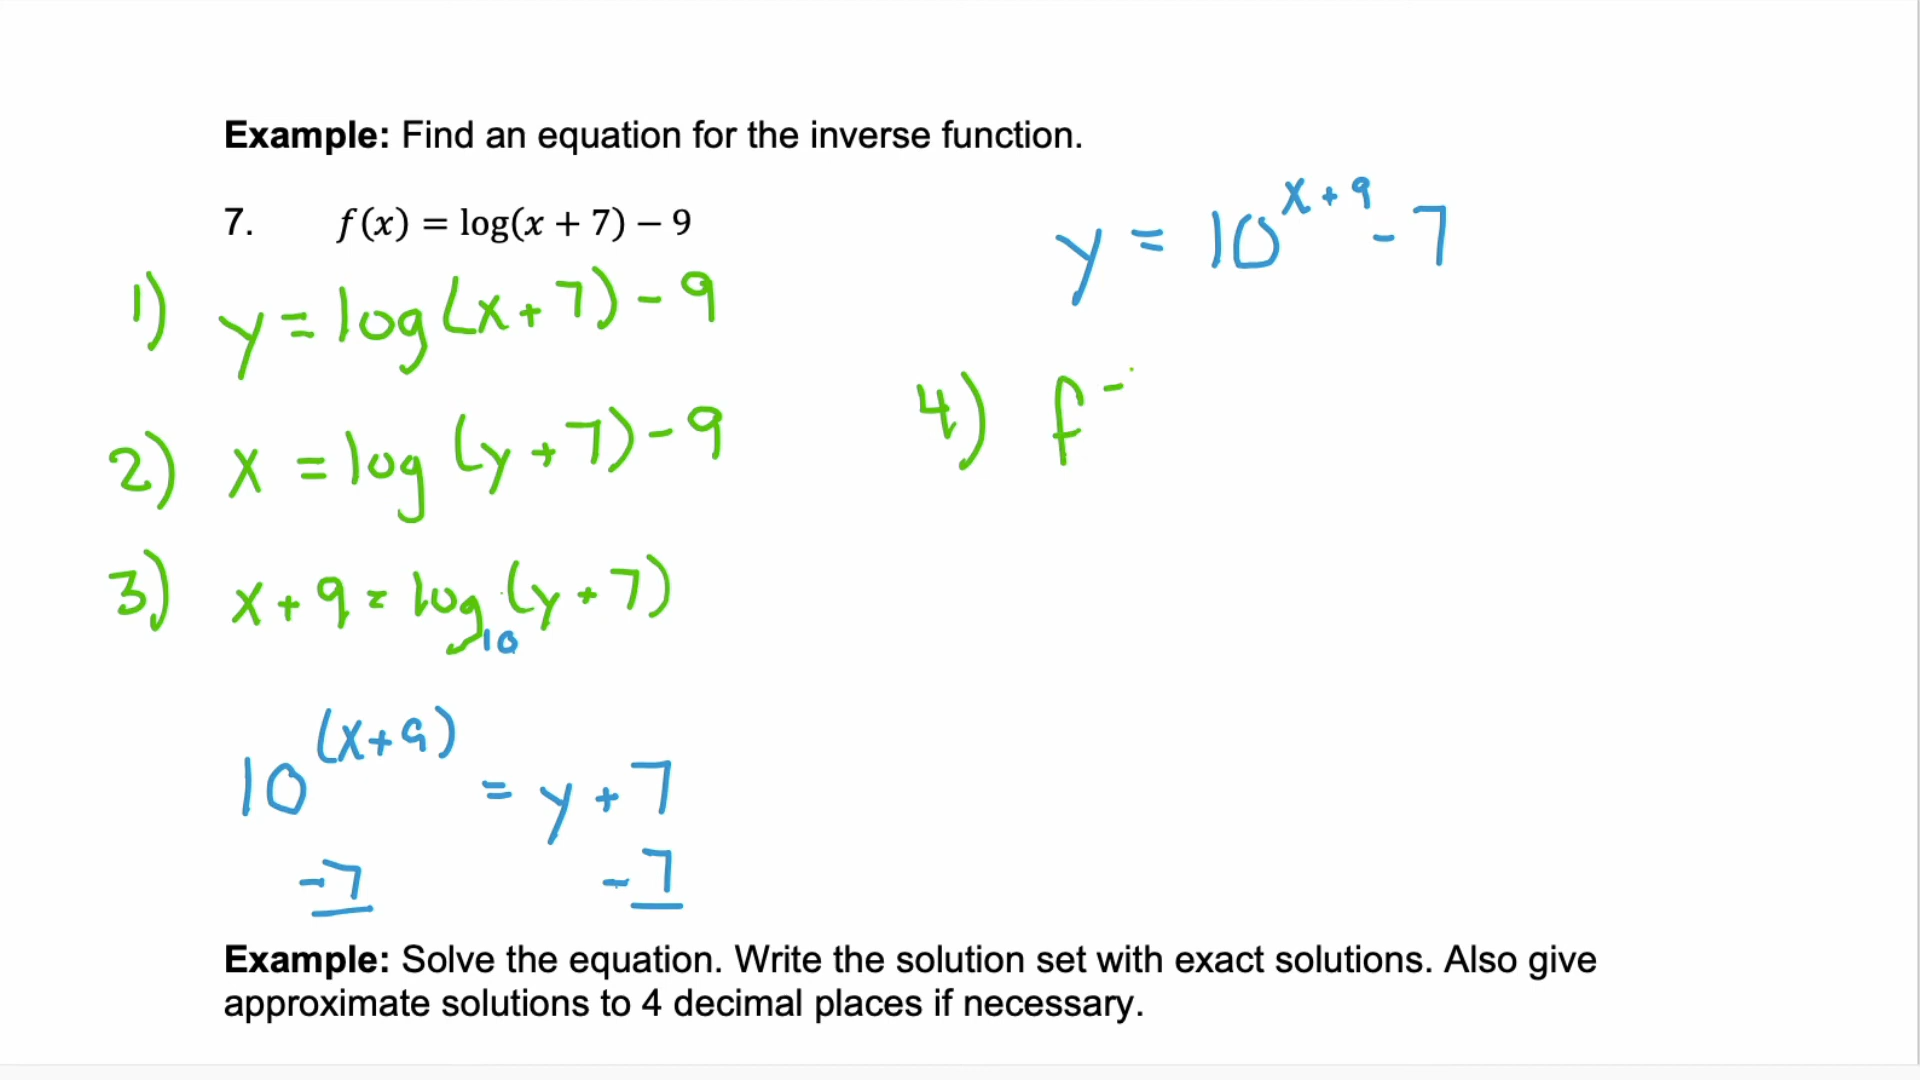 Example: Find an equation for the inverse function.
7. f(x) = log(x + 7) − 9
1) y = log(x+7) - 9
2) x = log(y+7) - 9
3) x+9 = log₁₀(y+7)
10^(x+9) = y+7
-7 -7
y = 10^x+9 - 7
4) f^-
Example: Solve the equation. Write the solution set with exact solutions. Also give
approximate solutions to 4 decimal places if necessary.